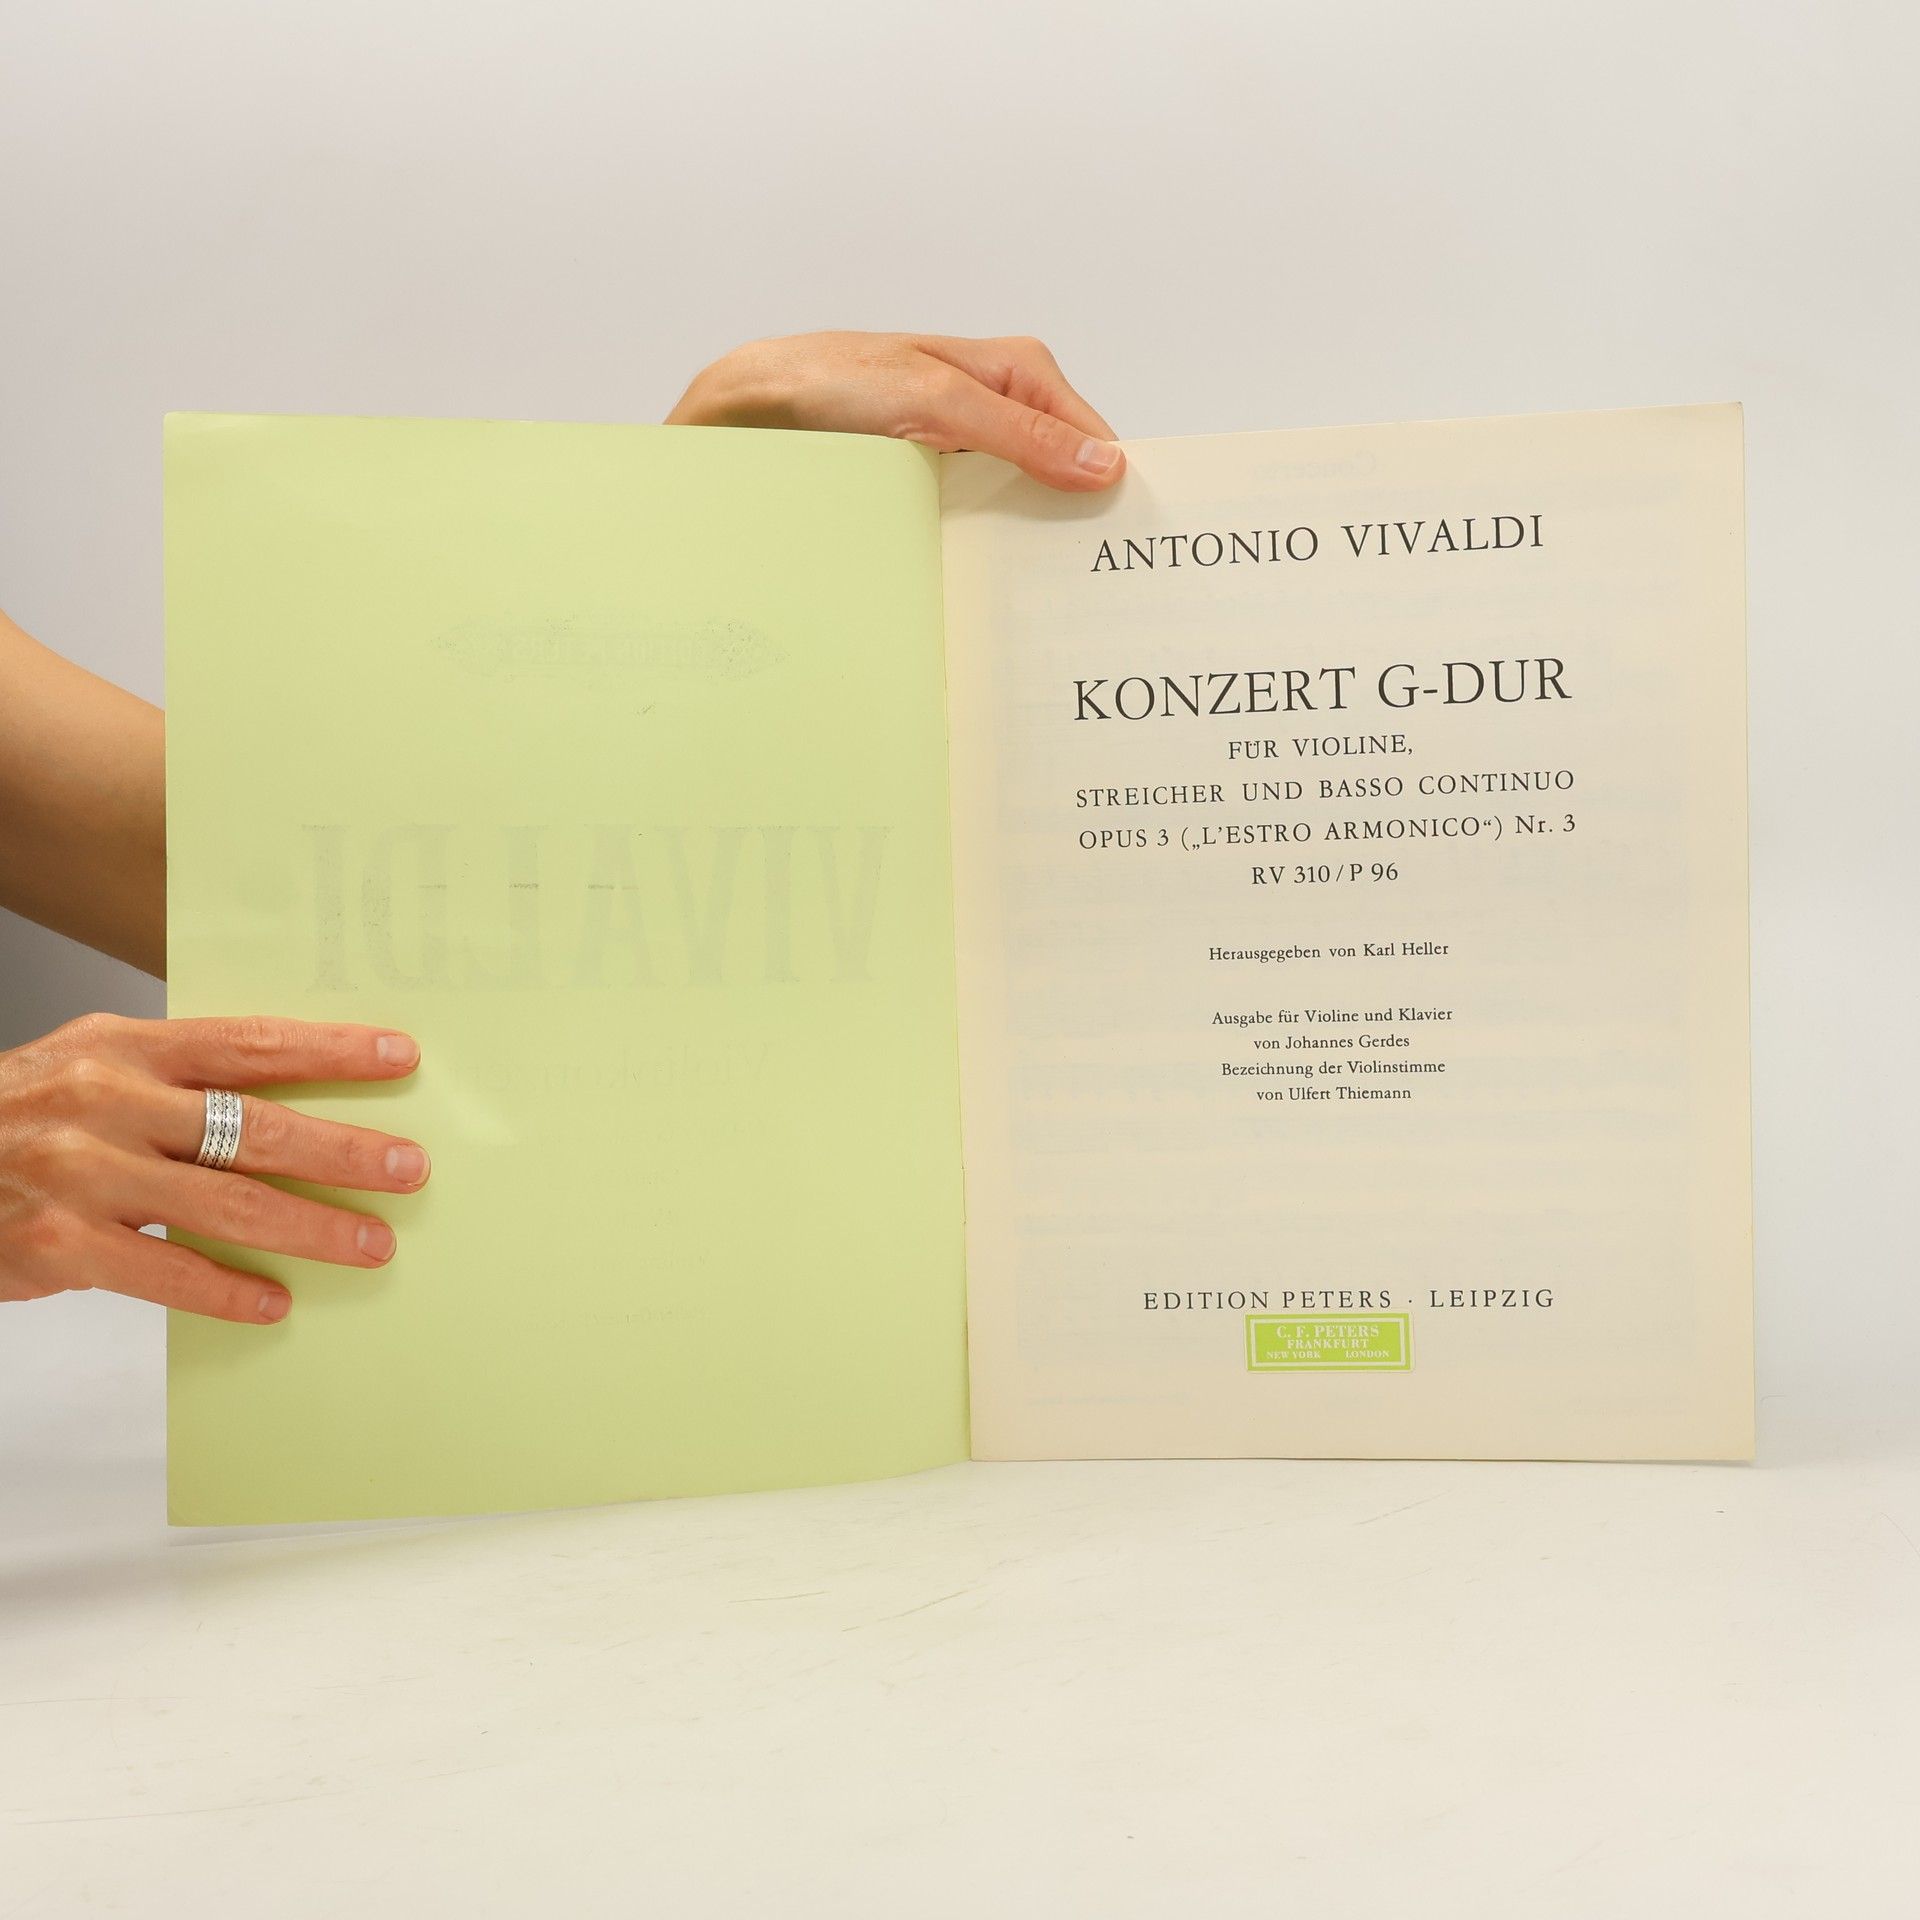 ANTONIO VIVALDI
KONZERT G-DUR
FÜR VIOLINE,
STREICHER UND BASSO CONTINUO
OPUS 3 („L'ESTRO ARMONICO“) Nr. 3
RV 310 / P 96
Herausgegeben von Karl Heller
Ausgabe für Violine und Klavier
von Johannes Gerdes
Bezeichnung der Violinstimme
von Ulfert Thiemann
EDITION PETERS · LEIPZIG
C. F. PETERS
FRANKFURT
NEW YORK LONDON
VIVALDI
Concerto